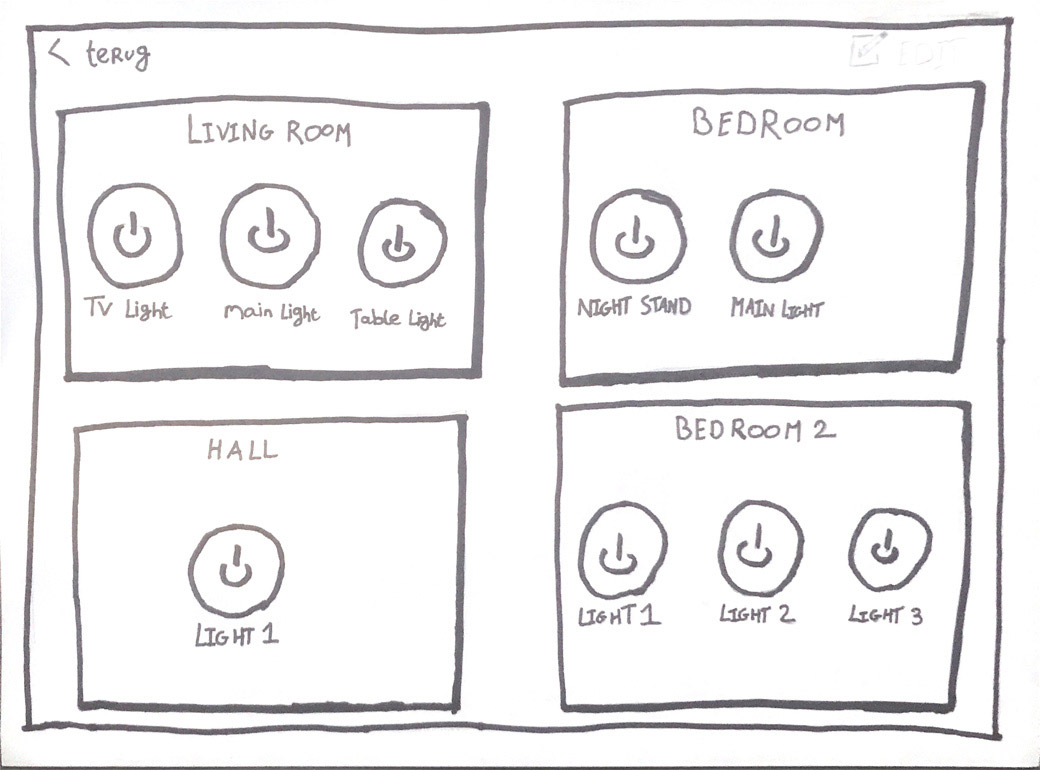 < terug
EDIT
LIVING ROOM
Tv Light
main Light
Table Light
BEDROOM
NIGHT STAND
MAIN LIGHT
HALL
LIGHT 1
BEDROOM 2
LIGHT 1
LIGHT 2
LIGHT 3